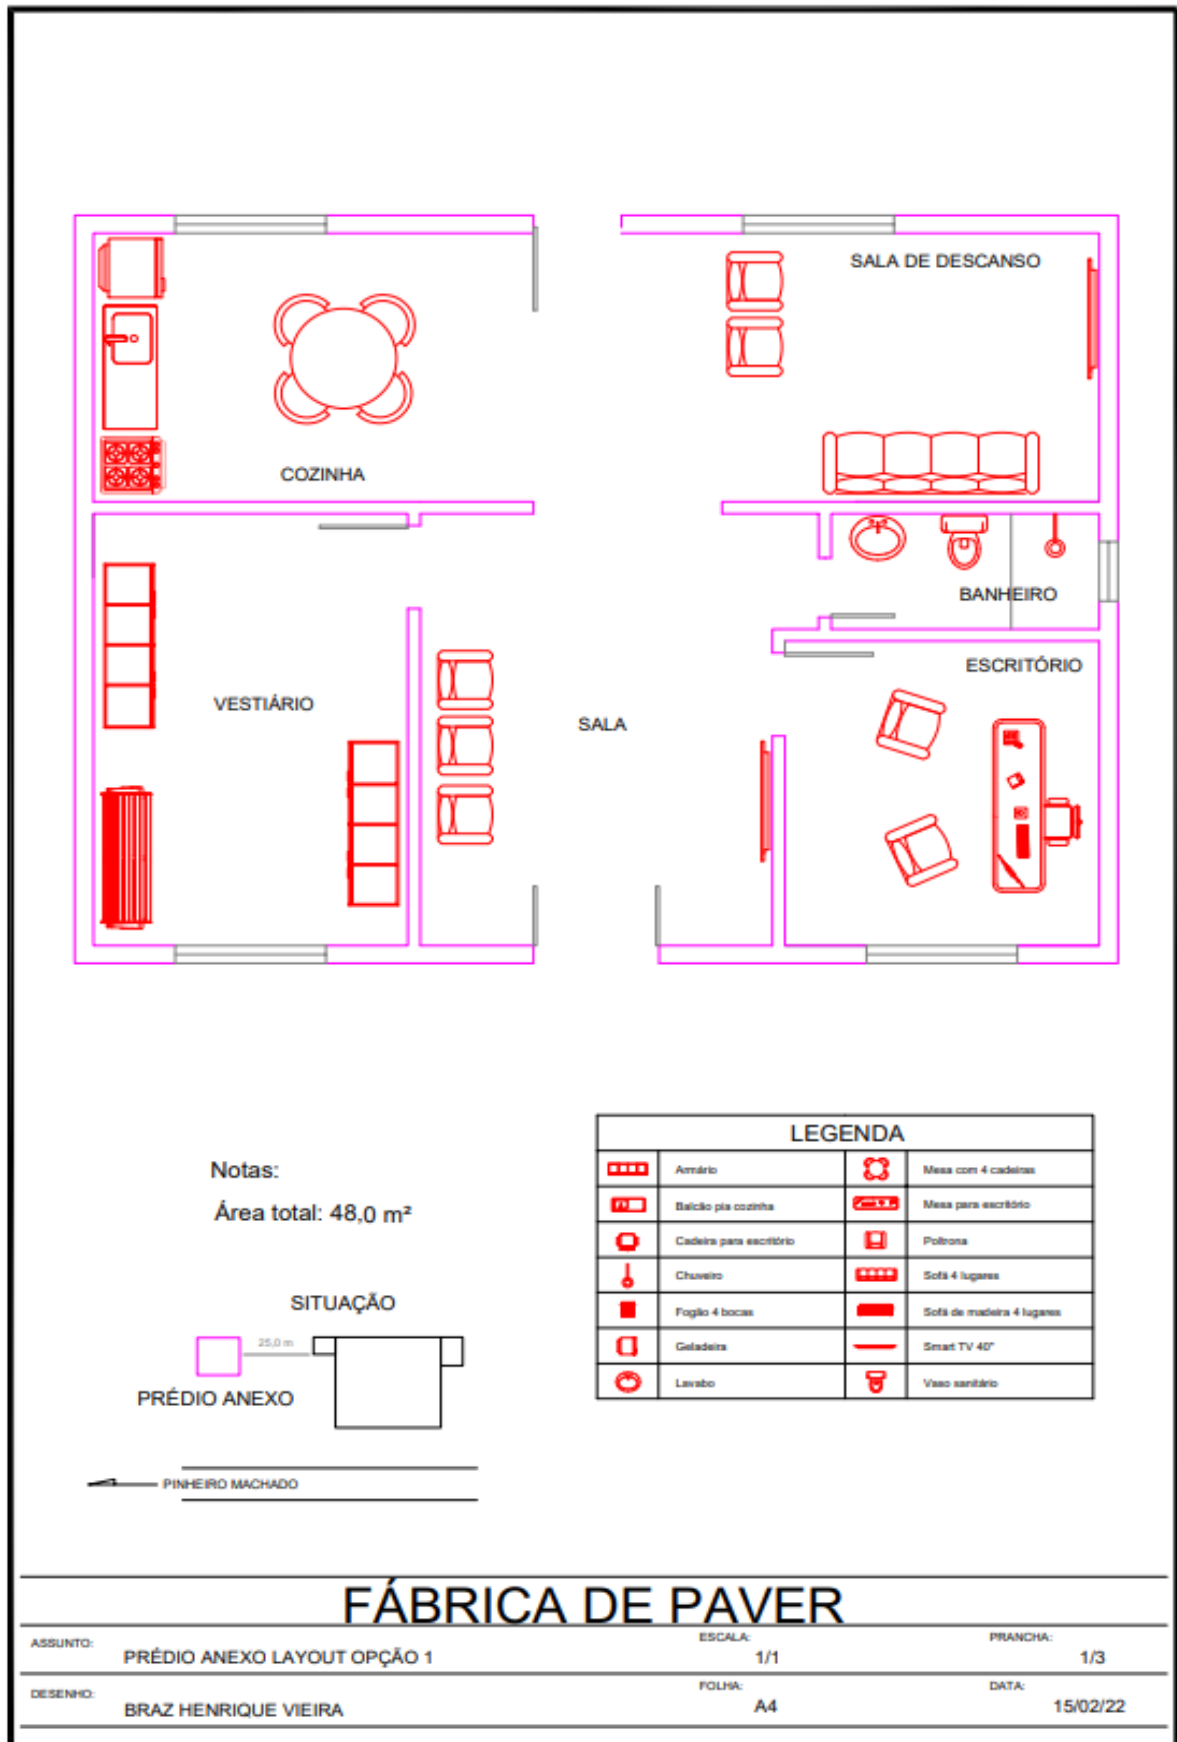 SALA DE DESCANSO
COZINHA
BANHEIRO
ESCRITÓRIO
VESTIÁRIO
SALA
Notas:
Área total: 48,0 m²
SITUAÇÃO
25,0 m
PRÉDIO ANEXO
PINHEIRO MACHADO
LEGENDA
Armário
Mesa com 4 cadeiras
Balcão pia cozinha
Mesa para escritório
Cadeira para escritório
Poltrona
Chuveiro
Sofá 4 lugares
Fogão 4 bocas
Sofá de madeira 4 lugares
Geladeira
Smart TV 40"
Lavabo
Vaso sanitário
FÁBRICA DE PAVER
ASSUNTO: PRÉDIO ANEXO LAYOUT OPÇÃO 1
ESCALA: 1/1
PRANCHA: 1/3
DESENHO: BRAZ HENRIQUE VIEIRA
FOLHA: A4
DATA: 15/02/22